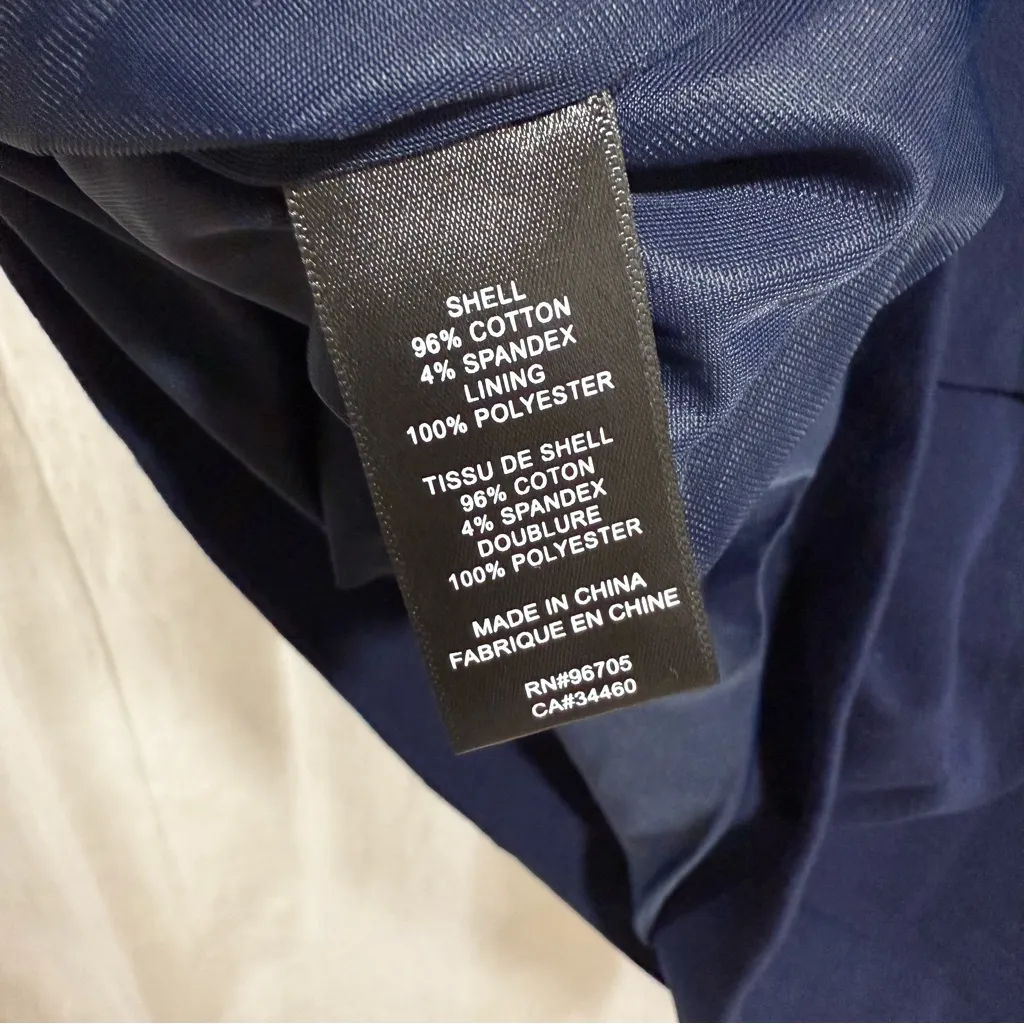 SHELL
96% COTTON
4% SPANDEX
LINING
100% POLYESTER
TISSU DE SHELL
96% COTON
4% SPANDEX
DOUBLURE
100% POLYESTER
MADE IN CHINA
FABRIQUE EN CHINE
RN#96705
CA#34460